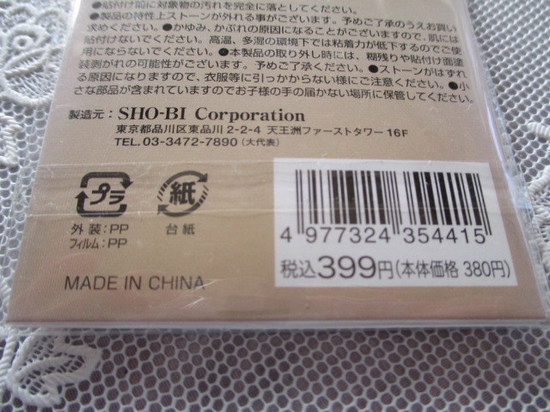 ●貼付け前に対象物の汚れを完全に落としてください。
●製品の特性上ストーンが外れる事がございます。予めご了承のうえお買い
求めください。●かゆみ、かぶれの原因になることがございますので、肌には
貼付けないでください。高温、多湿の環境下では粘着力が低下するのでご使
用にならないでください。●本製品の取り外し時には、糊残りや貼付け面塗
装剥がれの可能性がございます。予めご了承ください。●ストーンがはずれ
る原因になりますので、衣服等に引っかからない様にご注意ください。●小
さな部品が含まれていますのでお子様の手の届かない場所に保管してください。
製造元: SHO-BI Corporation
東京都品川区東品川 2-2-4 天王洲ファーストタワー 16F
TEL. 03-3472-7890 (大代表)
プラ
紙
外装:PP
フィルム:PP
台紙
4 977324 354415
税込399円(本体価格 380円)
MADE IN CHINA